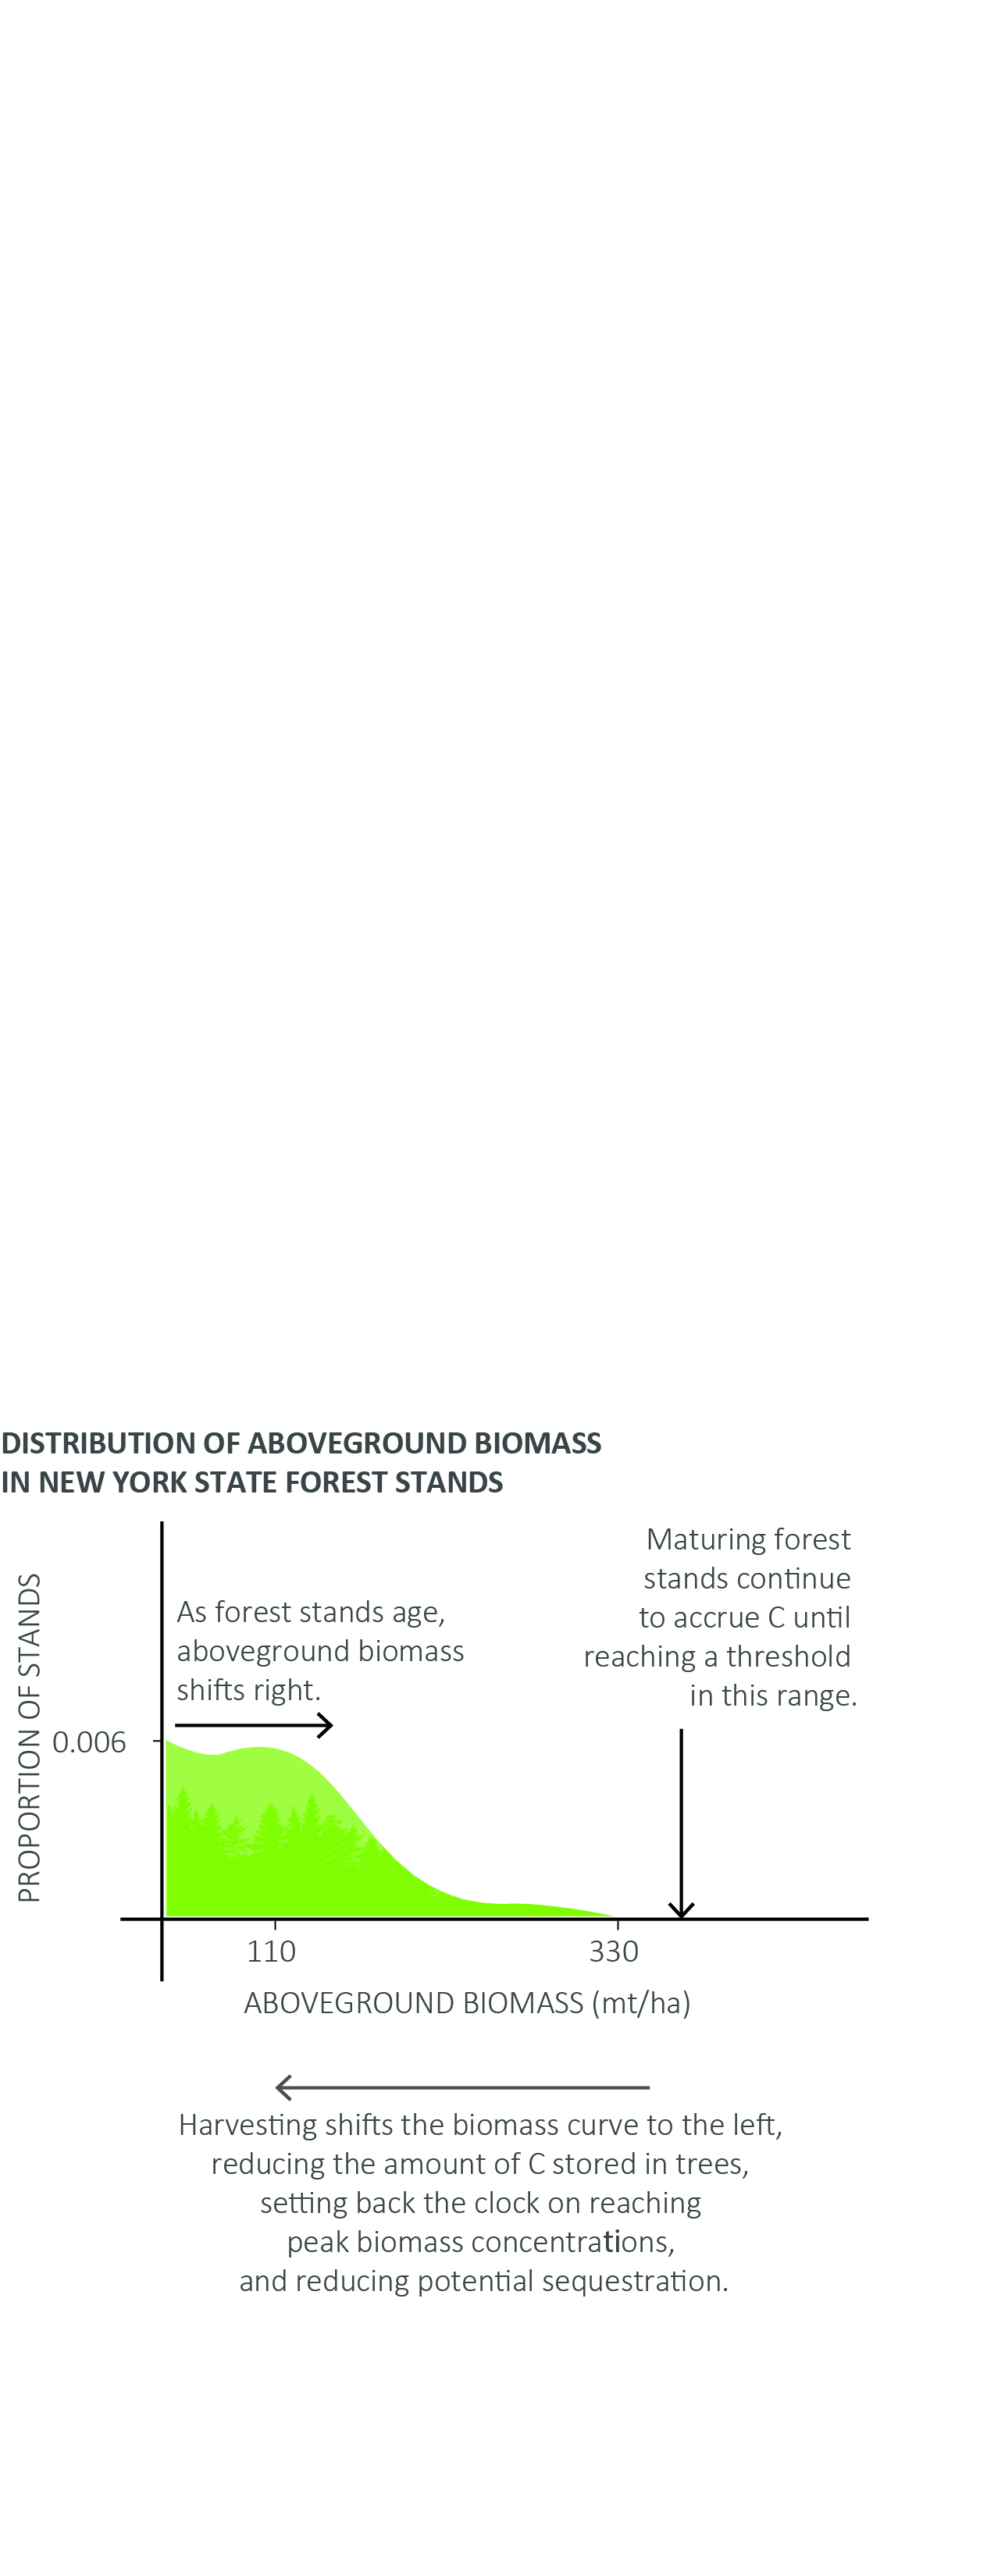 DISTRIBUTION OF ABOVEGROUND BIOMASS
IN NEW YORK STATE FOREST STANDS
PROPORTION OF STANDS
0.006
As forest stands age,
aboveground biomass
shifts right.
Maturing forest
stands continue
to accrue C until
reaching a threshold
in this range.
110
330
ABOVEGROUND BIOMASS (mt/ha)
Harvesting shifts the biomass curve to the left,
reducing the amount of C stored in trees,
setting back the clock on reaching
peak biomass concentrations,
and reducing potential sequestration.